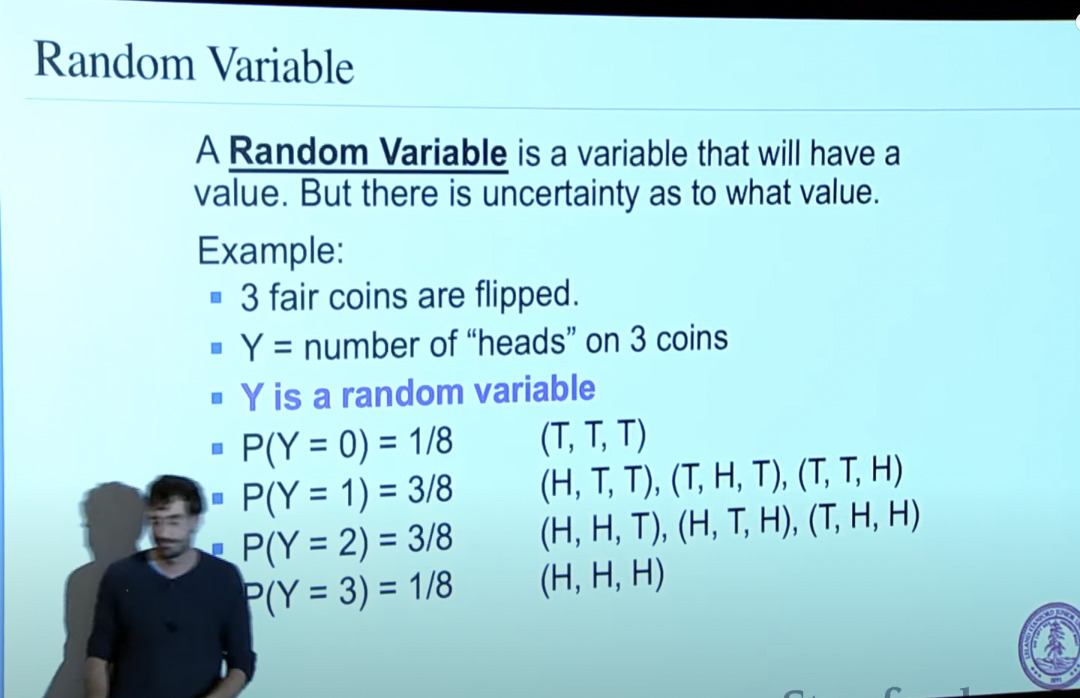 Random Variable
A Random Variable is a variable that will have a
value. But there is uncertainty as to what value.
Example:
▪ 3 fair coins are flipped.
▪ Y = number of “heads” on 3 coins
▪ Y is a random variable
▪ P(Y = 0) = 1/8 (T, T, T)
▪ P(Y = 1) = 3/8 (H, T, T), (T, H, T), (T, T, H)
▪ P(Y = 2) = 3/8 (H, H, T), (H, T, H), (T, H, H)
P(Y = 3) = 1/8 (H, H, H)